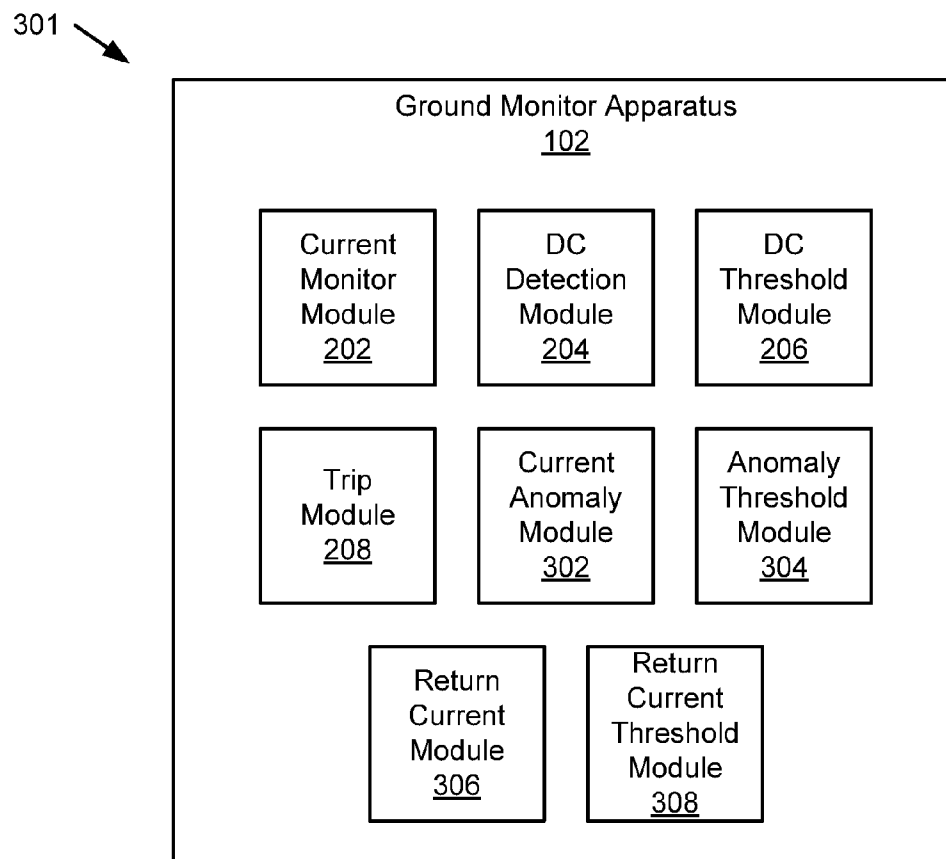 301
Ground Monitor Apparatus
102
Current
Monitor
Module
202
DC
Detection
Module
204
DC
Threshold
Module
206
Trip
Module
208
Current
Anomaly
Module
302
Anomaly
Threshold
Module
304
Return
Current
Module
306
Return
Current
Threshold
Module
308